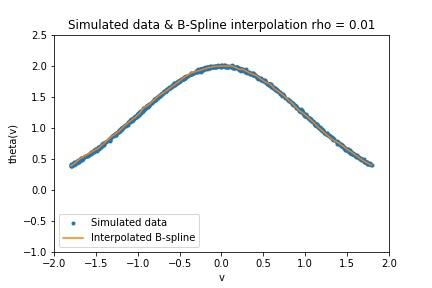 Simulated data & B-Spline interpolation rho = 0.01
2.5
2.0
1.5
1.0
0.5
0.0
−0.5
−1.0
theta(v)
Simulated data
Interpolated B-spline
−2.0 −1.5 −1.0 −0.5 0.0 0.5 1.0 1.5 2.0
v